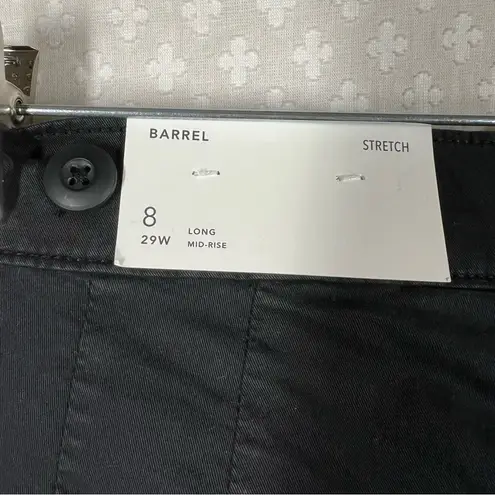 BARREL
STRETCH
8
29W
LONG
MID-RISE